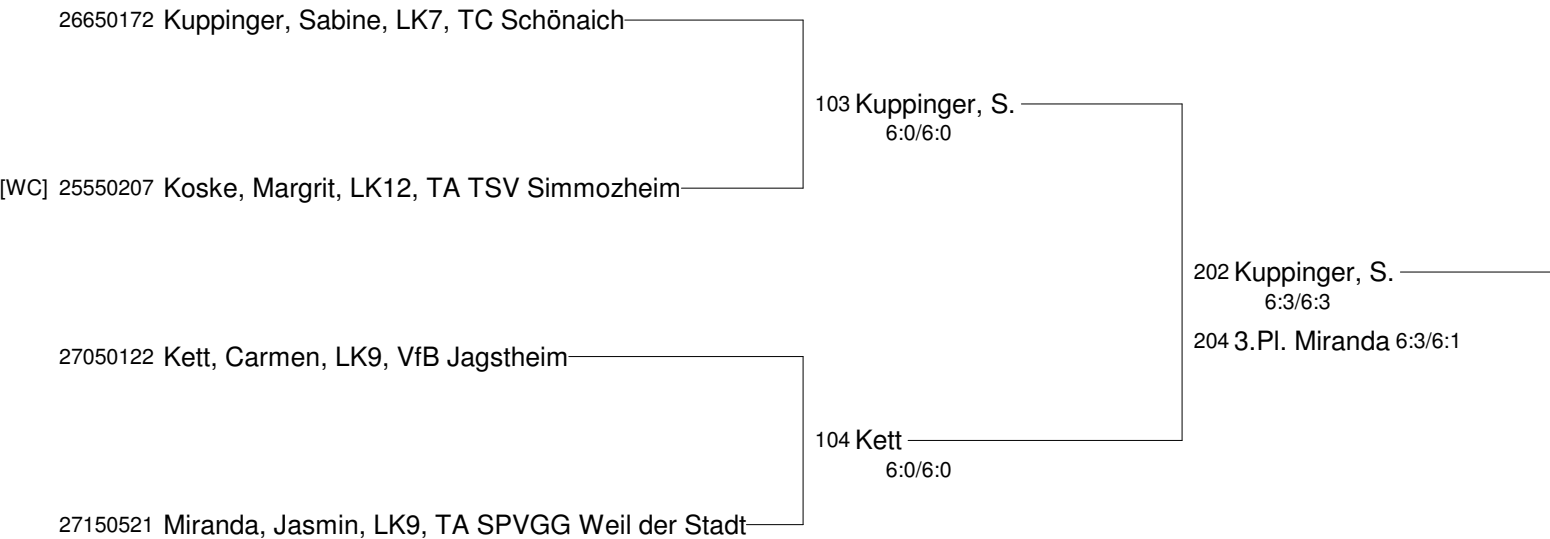 26650172 Kuppinger, Sabine, LK7, TC Schönaich
103 Kuppinger, S.
6:0/6:0
[WC] 25550207 Koske, Margrit, LK12, TA TSV Simmozheim
202 Kuppinger, S.
6:3/6:3
204 3.Pl. Miranda 6:3/6:1
27050122 Kett, Carmen, LK9, VfB Jagstheim
104 Kett
6:0/6:0
27150521 Miranda, Jasmin, LK9, TA SPVGG Weil der Stadt